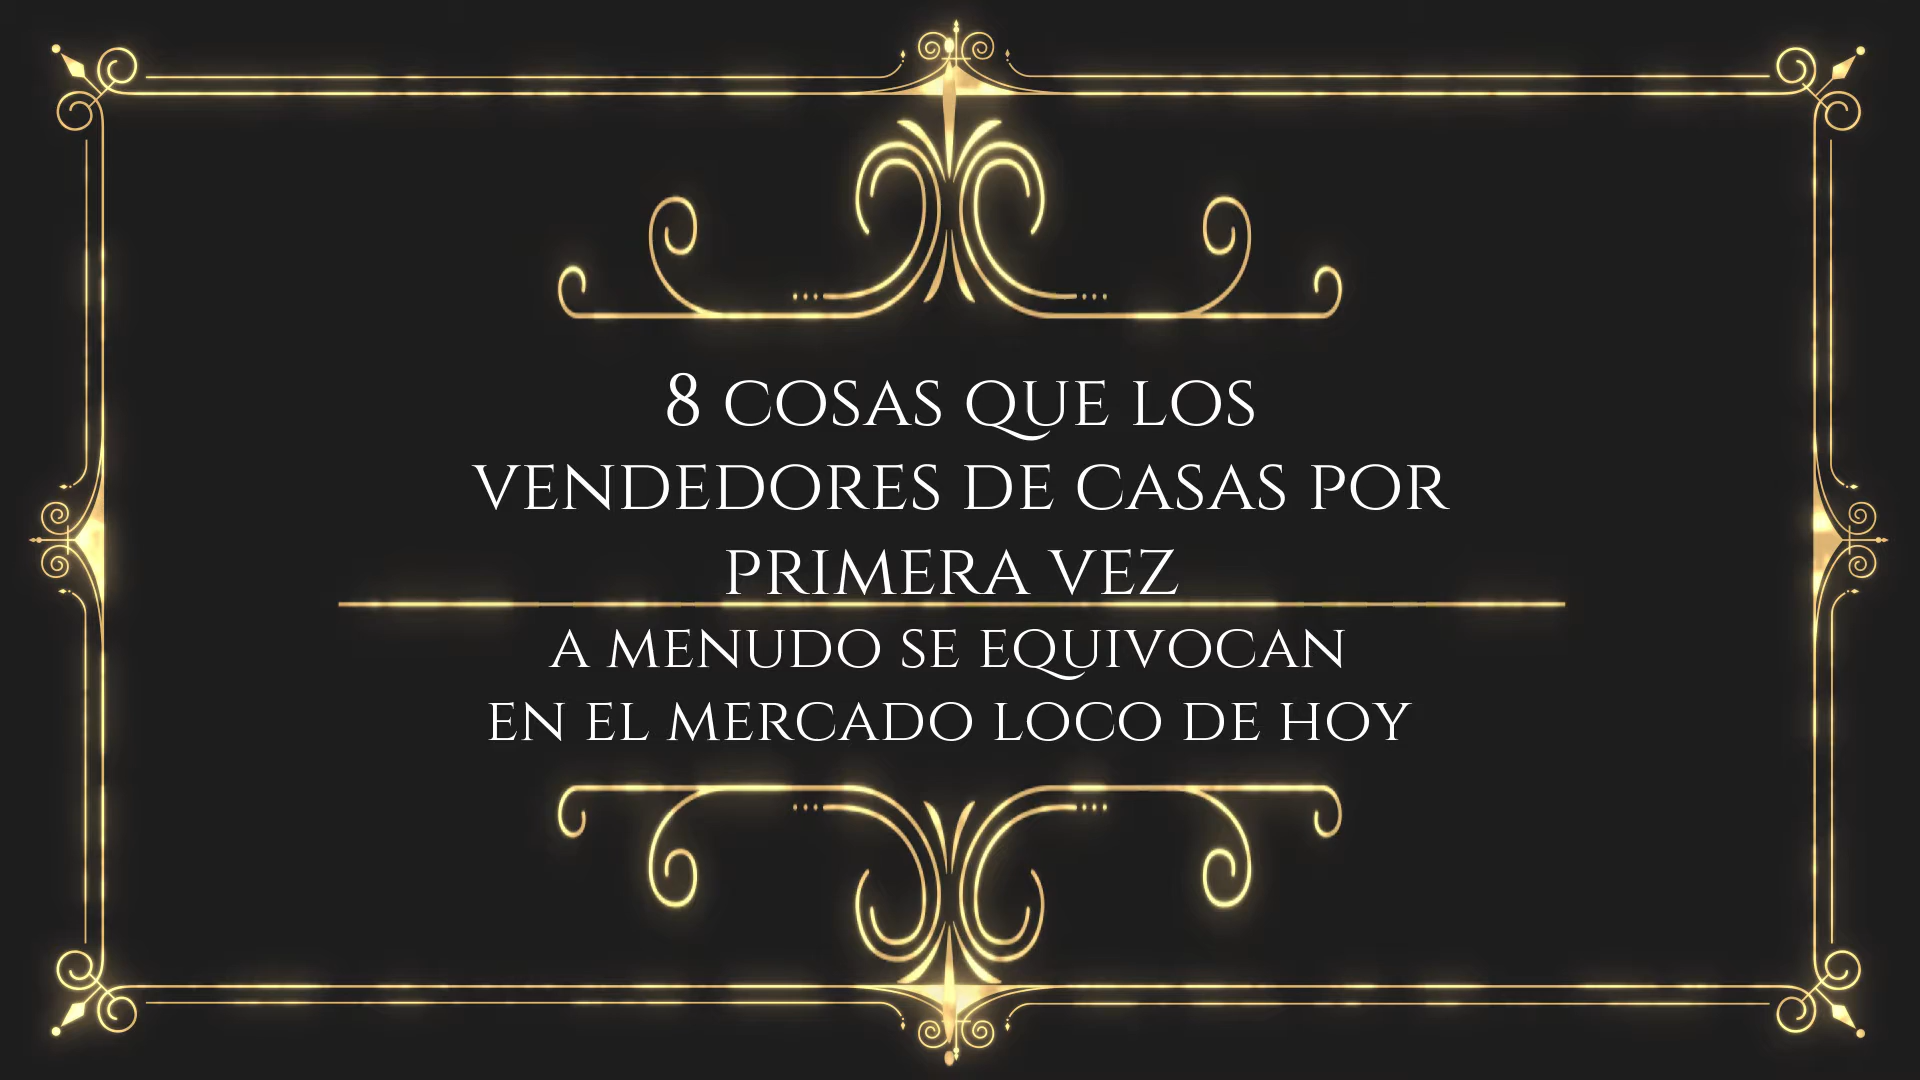 8 COSAS QUE LOS
VENDEDORES DE CASAS POR
PRIMERA VEZ
A MENUDO SE EQUIVOCAN
EN EL MERCADO LOCO DE HOY